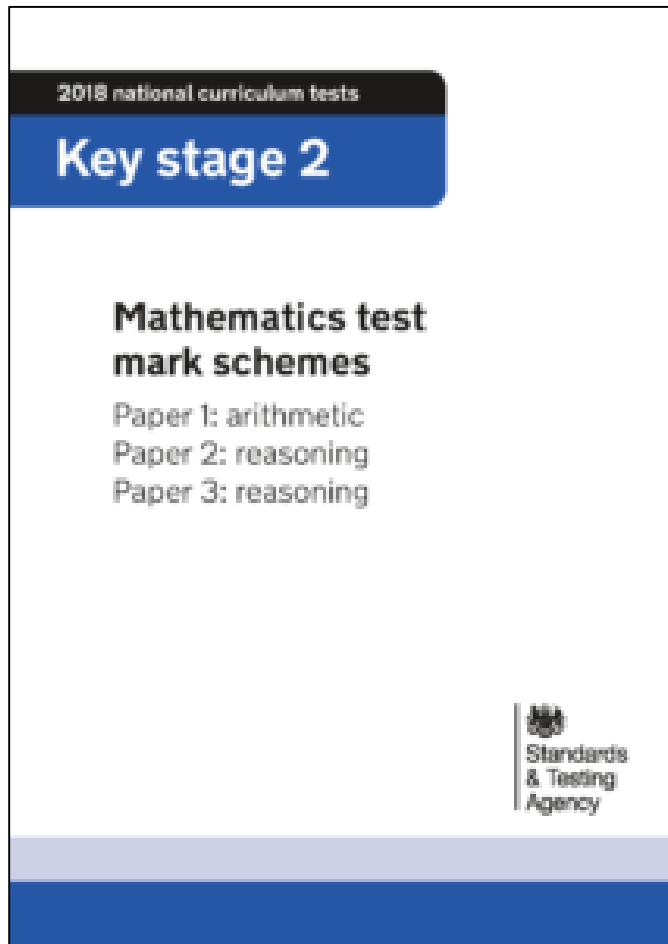 2018 national curriculum tests
Key stage 2
Mathematics test
mark schemes
Paper 1: arithmetic
Paper 2: reasoning
Paper 3: reasoning
Standards
& Testing
Agency